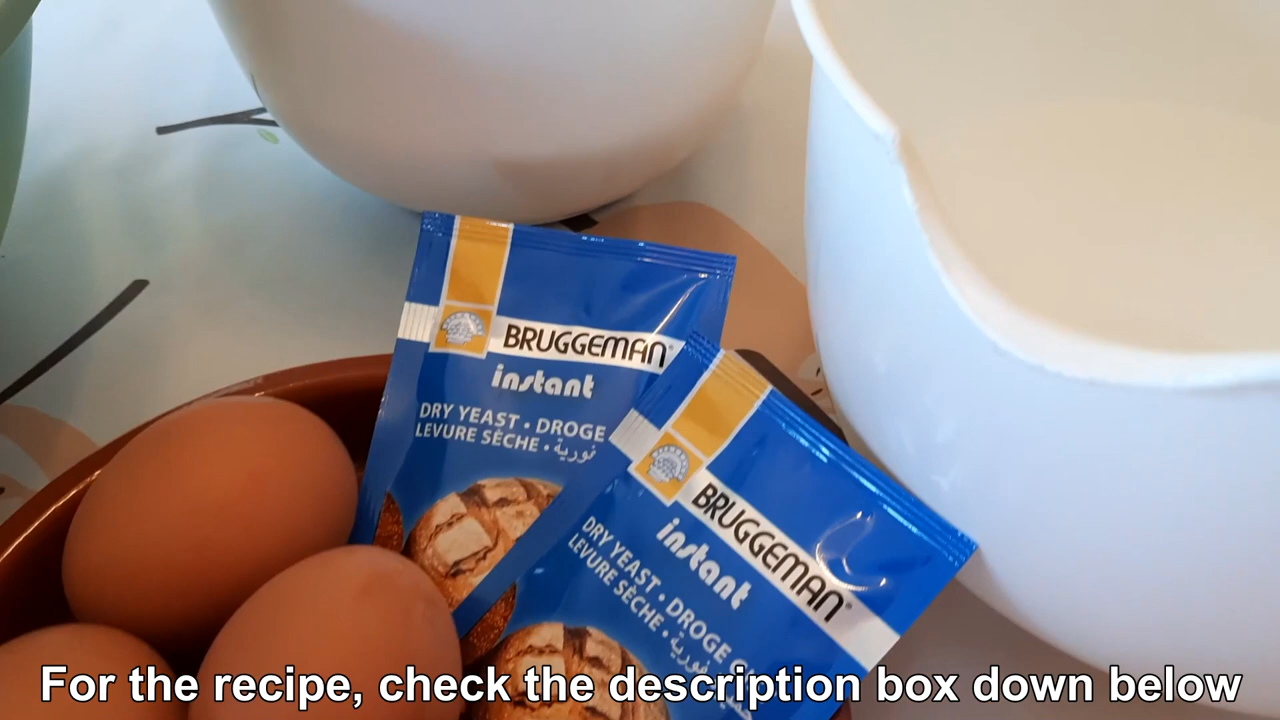 BRUGGEMAN®
instant
DRY YEAST • DROGE
LEVURE SÈCHE • فورية
BRUGGEMAN®
instant
DRY YEAST • DROGE
LEVURE SÈCHE • فورية
For the recipe, check the description box down below